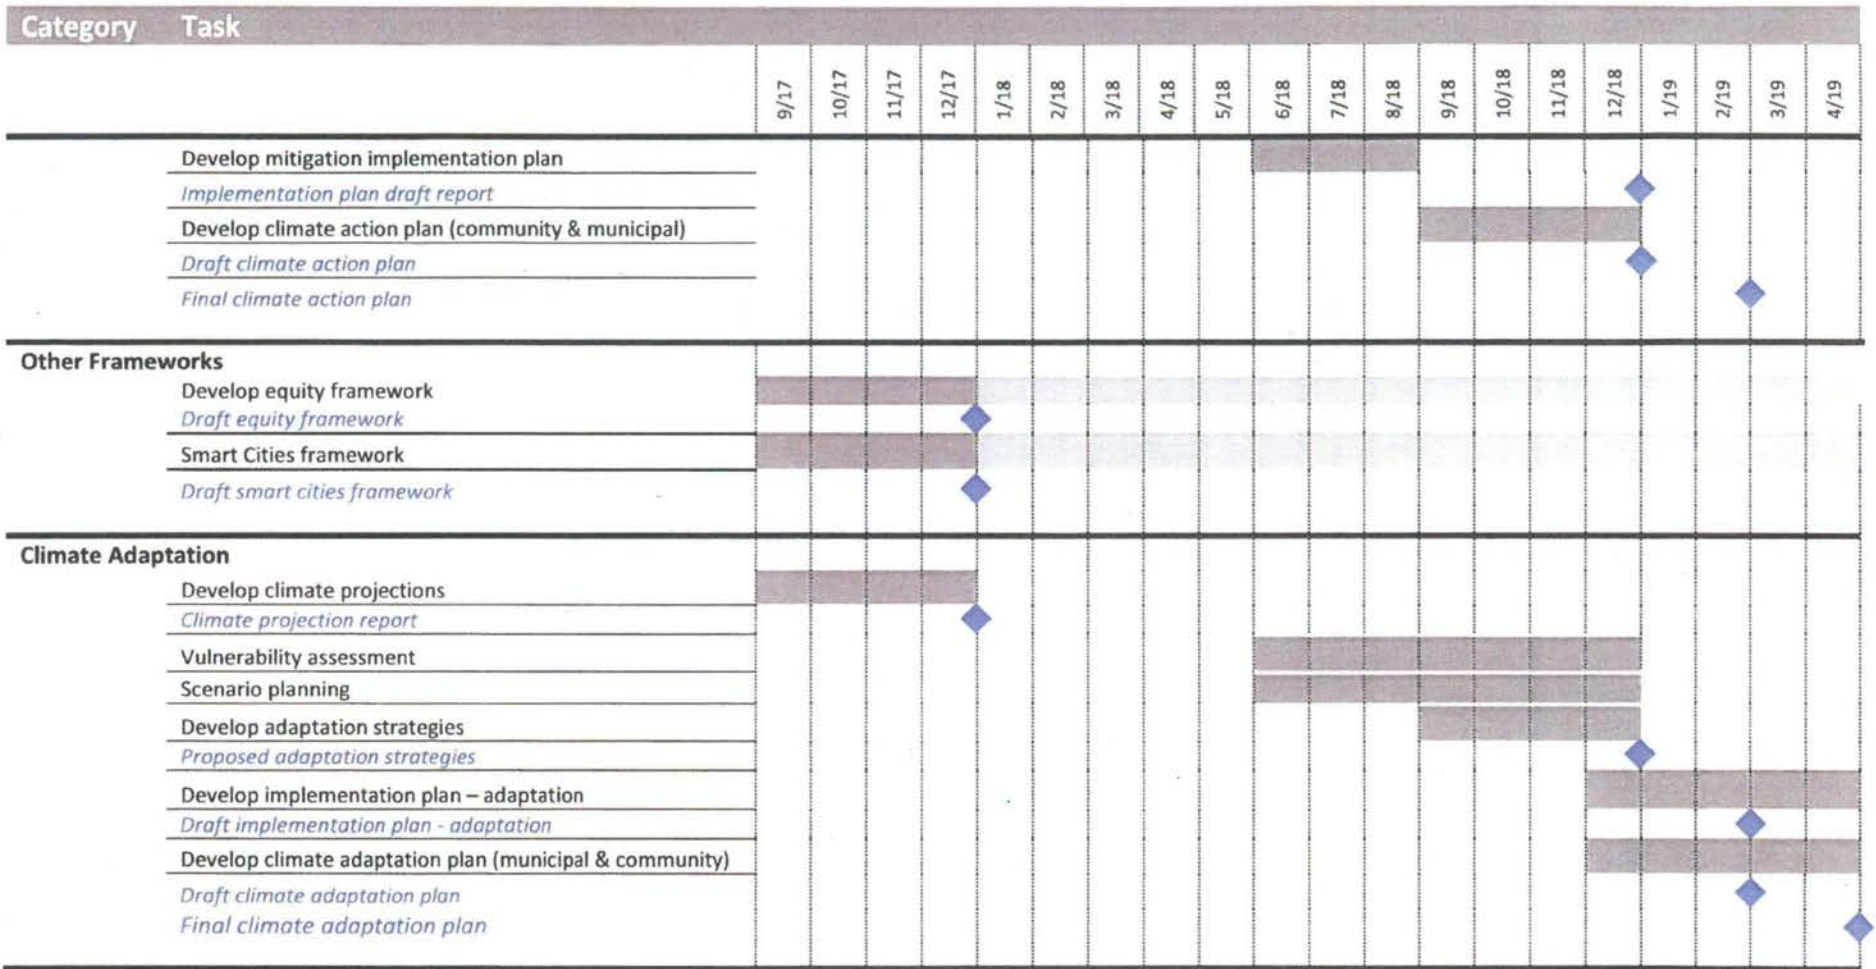 Category Task
9/17 10/17 11/17 12/17 1/18 2/18 3/18 4/18 5/18 6/18 7/18 8/18 9/18 10/18 11/18 12/18 1/19 2/19 3/19 4/19
Develop mitigation implementation plan
Implementation plan draft report
Develop climate action plan (community & municipal)
Draft climate action plan
Final climate action plan
Other Frameworks
Develop equity framework
Draft equity framework
Smart Cities framework
Draft smart cities framework
Climate Adaptation
Develop climate projections
Climate projection report
Vulnerability assessment
Scenario planning
Develop adaptation strategies
Proposed adaptation strategies
Develop implementation plan – adaptation
Draft implementation plan - adaptation
Develop climate adaptation plan (municipal & community)
Draft climate adaptation plan
Final climate adaptation plan